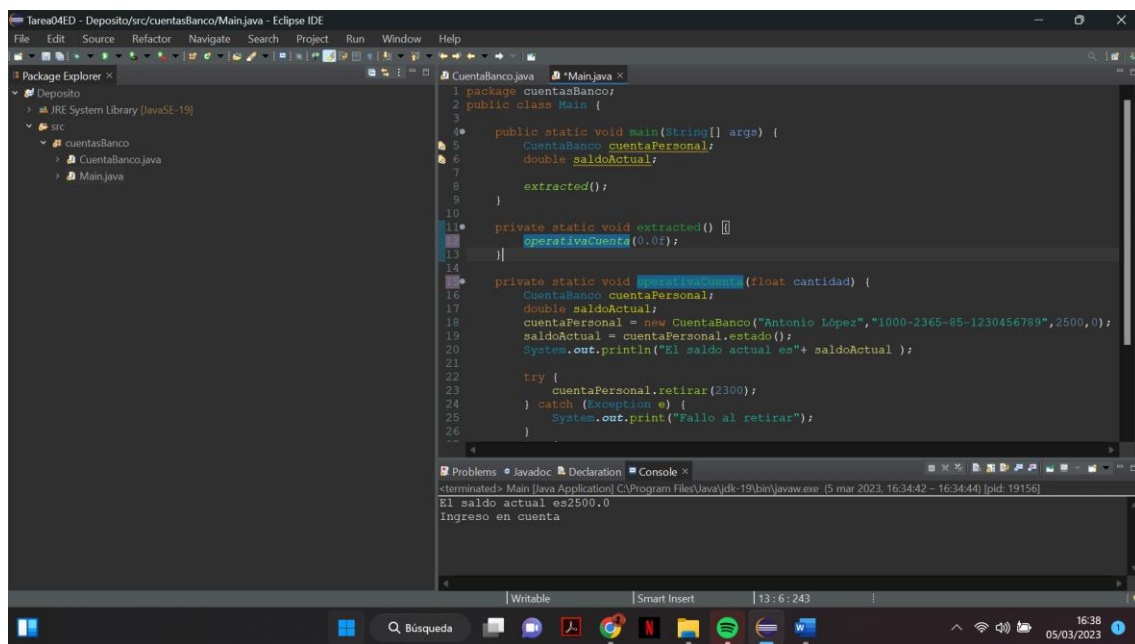 Tarea04ED - Deposito/src/cuentasBanco/Main.java - Eclipse IDE
File Edit Source Refactor Navigate Search Project Run Window Help
Package Explorer
CuentaBanco.java *Main.java
Deposito
JRE System Library [JavaSE-19]
src
cuentasBanco
CuentaBanco.java
Main.java
1 package cuentasBanco;
2 public class Main {
3
4 public static void main(String[] args) {
5 CuentaBanco cuentaPersonal;
6 double saldoActual;
7
8 extracted();
9 }
10
11 private static void extracted() {
12 operativaCuenta(0.0f);
13 }
14
15 private static void operativaCuenta(float cantidad) {
16 CuentaBanco cuentaPersonal;
17 double saldoActual;
18 cuentaPersonal = new CuentaBanco("Antonio López","1000-2365-85-1230456789",2500,0);
19 saldoActual = cuentaPersonal.estado();
20 System.out.println("El saldo actual es"+ saldoActual );
21
22 try {
23 cuentaPersonal.retirar(2300);
24 } catch (Exception e) {
25 System.out.print("Fallo al retirar");
26 }
Problems Javadoc Declaration Console
<terminated> Main [Java Application] C:\Program Files\Java\jdk-19\bin\javaw.exe (5 mar 2023, 16:34:42 – 16:34:44) [pid: 19156]
El saldo actual es2500.0
Ingreso en cuenta
Writable Smart Insert 13 : 6 : 243
Búsqueda
16:38
05/03/2023